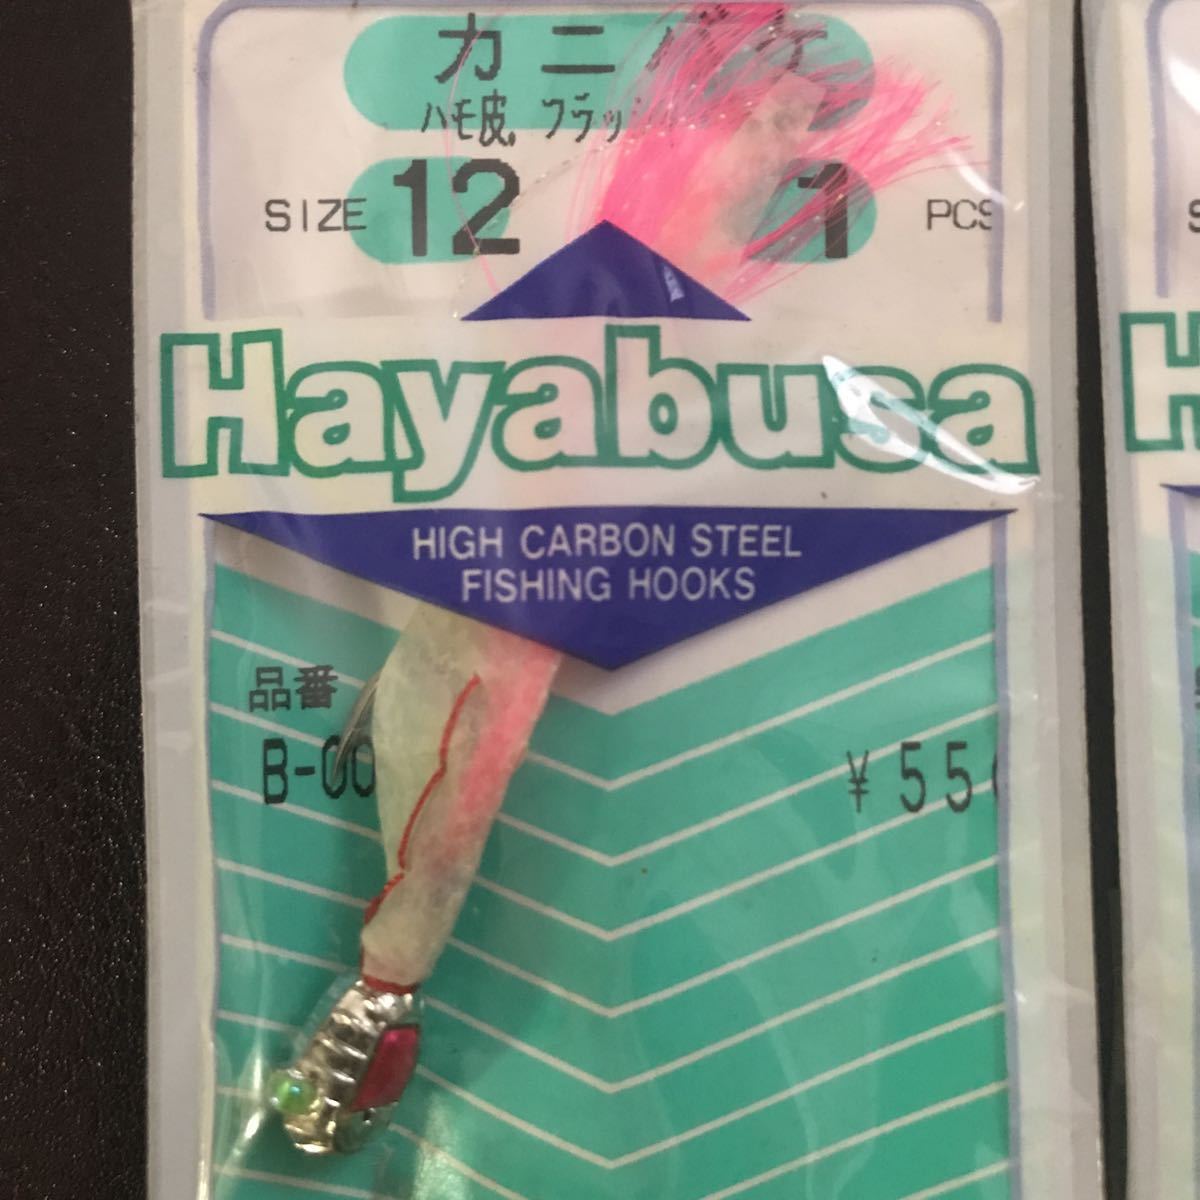 カニバケ
ハモ皮、フラッ
SIZE 12 1 PCS
Hayabusa
HIGH CARBON STEEL
FISHING HOOKS
品番
B-00
¥55